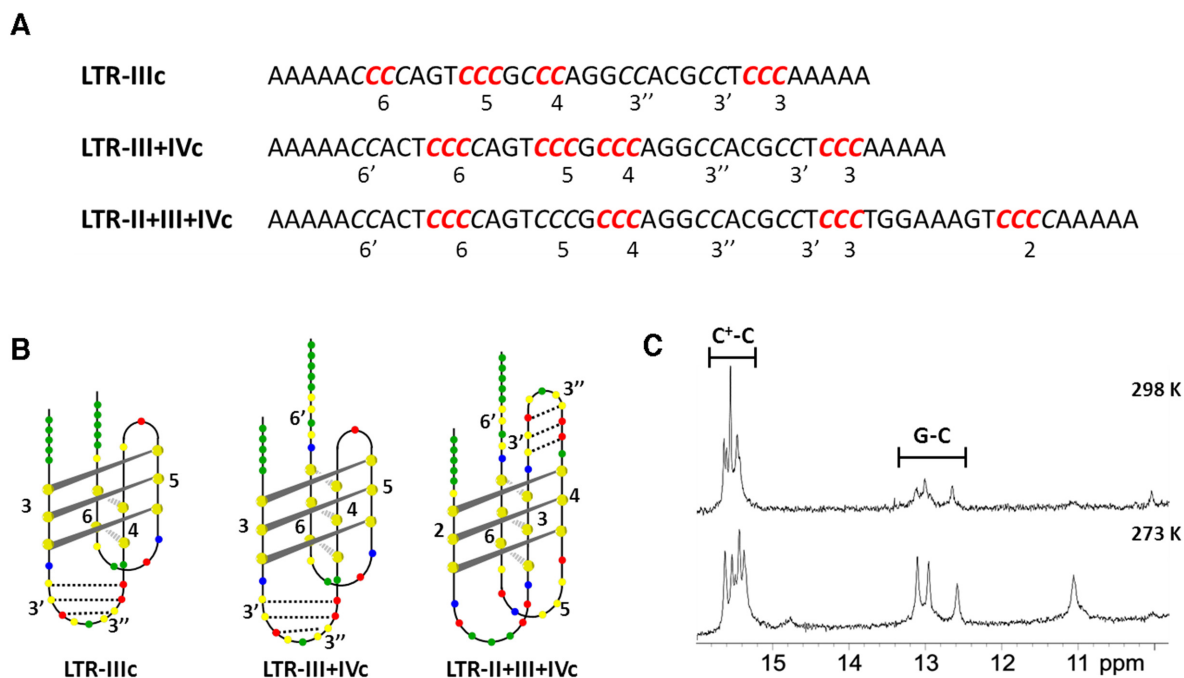 A
LTR-IIIc AAAAACCCCAGTCCCGCCCAGGCCACGCCTCCCAAAAA
6 5 4 3’’ 3’ 3
LTR-III+IVc AAAAACCACTCCCCAGTCCCGCCCAGGCCACGCCTCCCAAAAA
6’ 6 5 4 3’’ 3’ 3
LTR-II+III+IVc AAAAACCACTCCCCAGTCCCGCCCAGGCCACGCCTCCCTGGAAAGTCCCCAAAAA
6’ 6 5 4 3’’ 3’ 3 2
B
3 6 4 5 3’ 3’’
LTR-IIIc
6’ 3 6 4 5 3’ 3’’
LTR-III+IVc
6’ 3’ 3’’ 2 6 3 4 5
LTR-II+III+IVc
C
C+-C
298 K
G-C
273 K
15 14 13 12 11 ppm